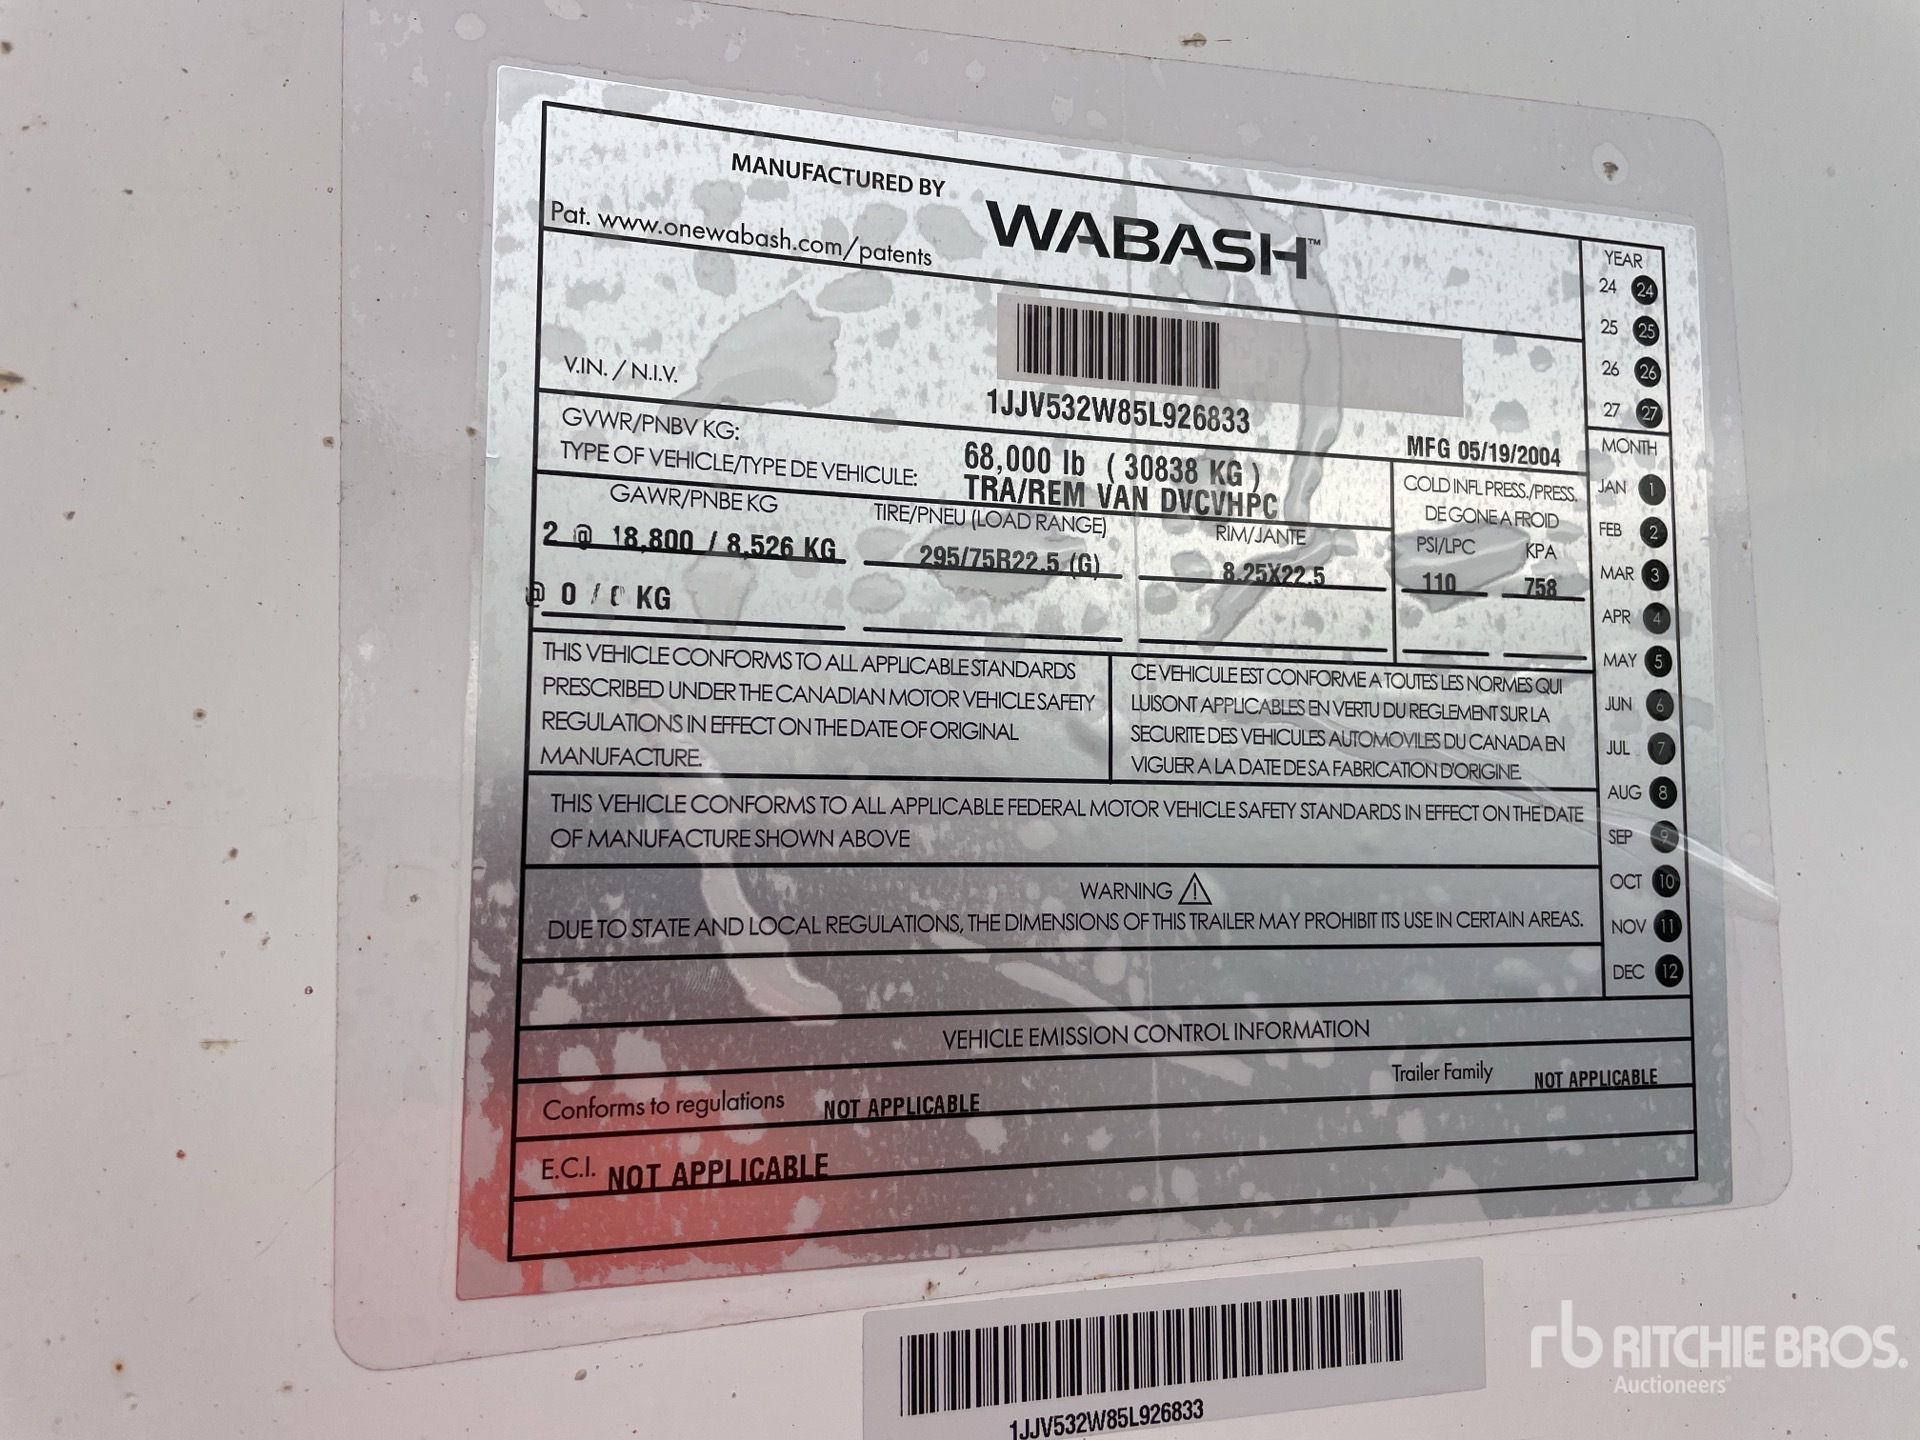 MANUFACTURED BY
Pat. www.onewabash.com/patents
WABASH™
V.IN. / N.I.V.
1JJV532W85L926833
GVWR/PNBV KG:
68,000 lb ( 30838 KG )
MFG 05/19/2004
TYPE OF VEHICLE/TYPE DE VEHICULE:
TRA/REM VAN DVCVHPC
GAWR/PNBE KG
TIRE/PNEU (LOAD RANGE)
RIM/JANTE
COLD INFL PRESS./PRESS.
DE GONE A FROID
PSI/LPC KPA
2 @ 18,800 / 8,526 KG
295/75R22.5 (G)
8.25X22.5
110 758
@ 0 / 0 KG
THIS VEHICLE CONFORMS TO ALL APPLICABLE STANDARDS
PRESCRIBED UNDER THE CANADIAN MOTOR VEHICLE SAFETY
REGULATIONS IN EFFECT ON THE DATE OF ORIGINAL
MANUFACTURE.
CE VEHICULE EST CONFORME A TOUTES LES NORMES QUI
LUISONT APPLICABLES EN VERTU DU REGLEMENT SUR LA
SECURITE DES VEHICULES AUTOMOVILES DU CANADA EN
VIGUER A LA DATE DE SA FABRICATION D'ORIGINE.
THIS VEHICLE CONFORMS TO ALL APPLICABLE FEDERAL MOTOR VEHICLE SAFETY STANDARDS IN EFFECT ON THE DATE
OF MANUFACTURE SHOWN ABOVE
WARNING
DUE TO STATE AND LOCAL REGULATIONS, THE DIMENSIONS OF THIS TRAILER MAY PROHIBIT ITS USE IN CERTAIN AREAS.
YEAR
24 24
25 25
26 26
27 27
MONTH
JAN 1
FEB 2
MAR 3
APR 4
MAY 5
JUN 6
JUL 7
AUG 8
SEP 9
OCT 10
NOV 11
DEC 12
VEHICLE EMISSION CONTROL INFORMATION
Conforms to regulations NOT APPLICABLE
Trailer Family NOT APPLICABLE
E.C.I. NOT APPLICABLE
1JJV532W85L926833
rb RITCHIE BROS.
Auctioneers